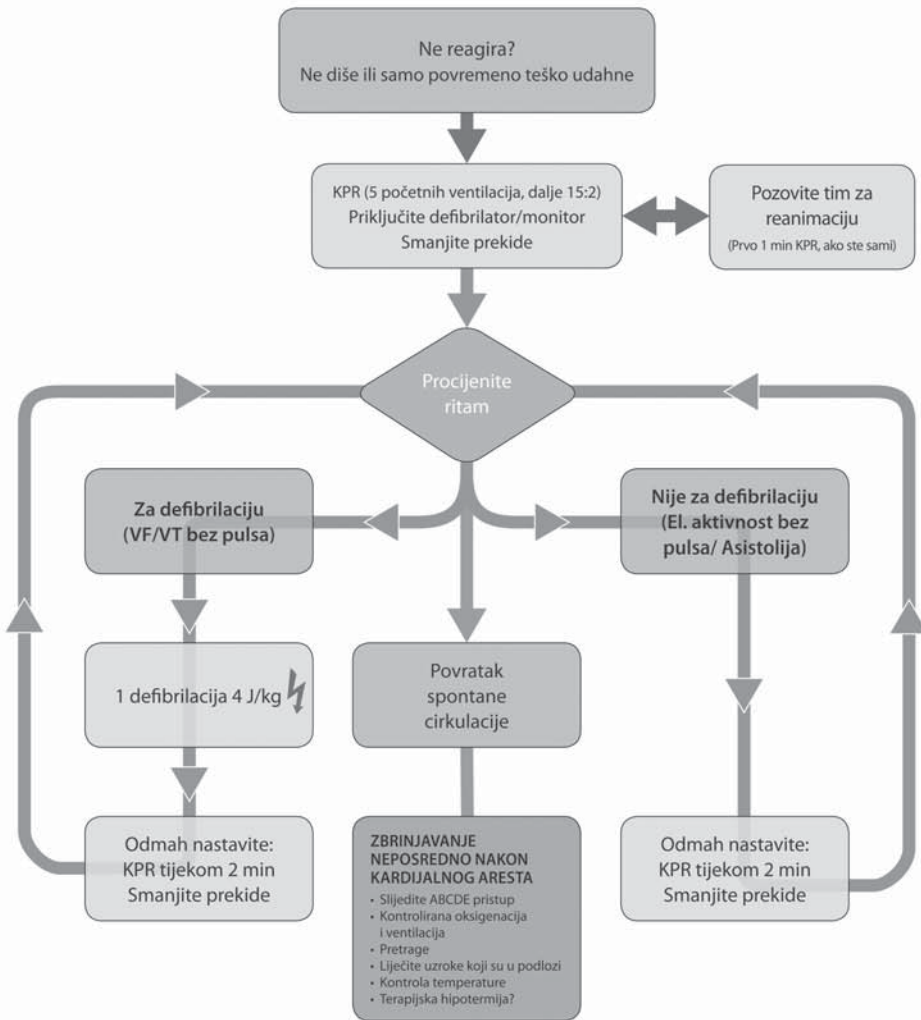 Ne reagira?
Ne diše ili samo povremeno teško udahne
KPR (5 početnih ventilacija, dalje 15:2)
Priključite defibrilator/monitor
Smanjite prekide
Pozovite tim za
reanimaciju
(Prvo 1 min KPR, ako ste sami)
Procijenite
ritam
Za defibrilaciju
(VF/VT bez pulsa)
Nije za defibrilaciju
(El. aktivnost bez
pulsa/ Asistolija)
1 defibrilacija 4 J/kg
Povratak
spontane
cirkulacije
Odmah nastavite:
KPR tijekom 2 min
Smanjite prekide
ZBRINJAVANJE
NEPOSREDNO NAKON
KARDIJALNOG ARESTA
• Slijedite ABCDE pristup
• Kontrolirana oksigenacija
i ventilacija
• Pretrage
• Liječite uzroke koji su u podlozi
• Kontrola temperature
• Terapijska hipotermija?
Odmah nastavite:
KPR tijekom 2 min
Smanjite prekide